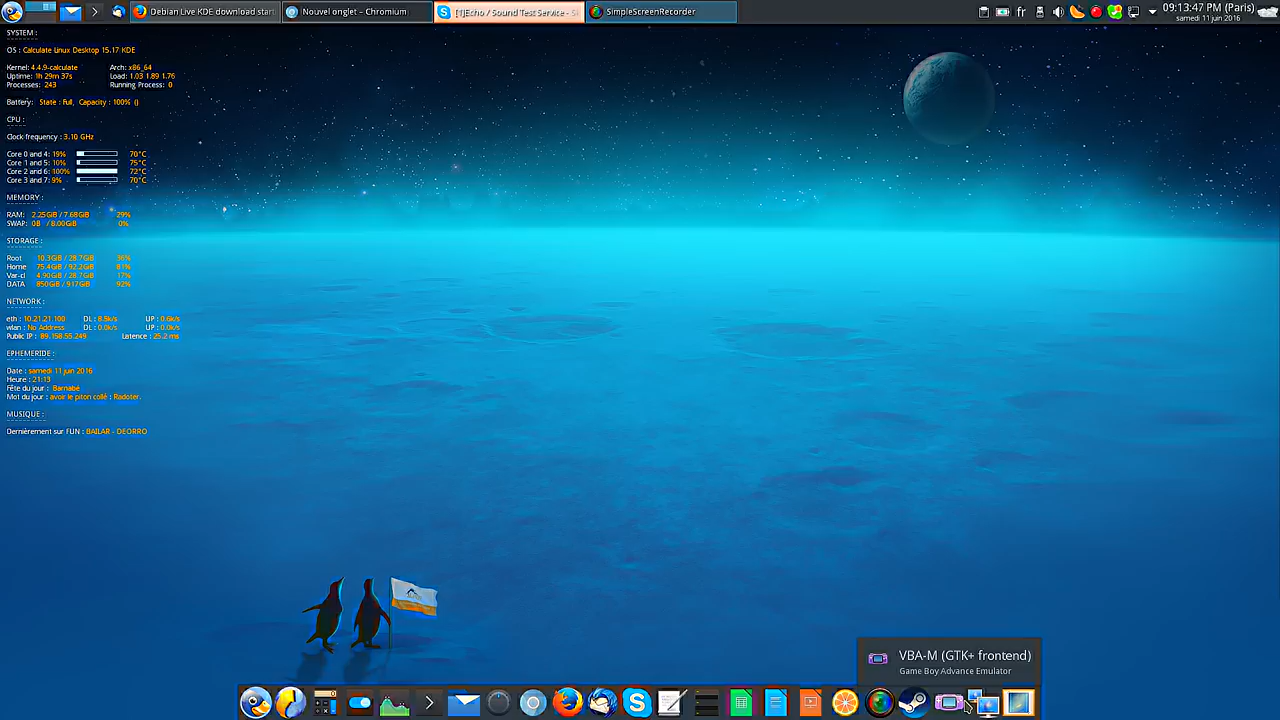 Debian Live KDE download start
Nouvel onglet - Chromium
[1]Echo / Sound Test Service -
SimpleScreenRecorder
fr
09:13:47 PM (Paris)
samedi 11 juin 2016
SYSTEM :
OS : Calculate Linux Desktop 15.17 KDE
Kernel: 4.4.9-calculate Arch: x86_64
Uptime: 1h 29m 37s Load: 1.03 1.89 1.76
Processes: 243 Running Process: 0
Battery: State : Full, Capacity : 100% ()
CPU :
Clock frequency : 3.10 GHz
Core 0 and 4: 19% 70°C
Core 1 and 5: 10% 75°C
Core 2 and 6: 100% 72°C
Core 3 and 7: 9% 70°C
MEMORY :
RAM: 2.25GiB / 7.68GiB 29%
SWAP: 0B / 8.00GiB 0%
STORAGE :
Root 10.3GiB / 28.7GiB 36%
Home 75.4GiB / 92.2GiB 81%
Var-cl 4.90GiB / 28.7GiB 17%
DATA 850GiB / 917GiB 92%
NETWORK :
eth : 10.21.21.100 DL : 8.5k/s UP : 0.6k/s
wlan : No Address DL : 0.0k/s UP : 0.0k/s
Public IP : 89.158.55.249 Latence : 25.2 ms
EPHEMERIDE :
Date : samedi 11 juin 2016
Heure : 21:13
Fête du jour : Barnabé
Mot du jour : avoir le piton collé : Radoter.
MUSIQUE :
Dernièrement sur FUN : BAILAR - DEORRO
VBA-M (GTK+ frontend)
Game Boy Advance Emulator